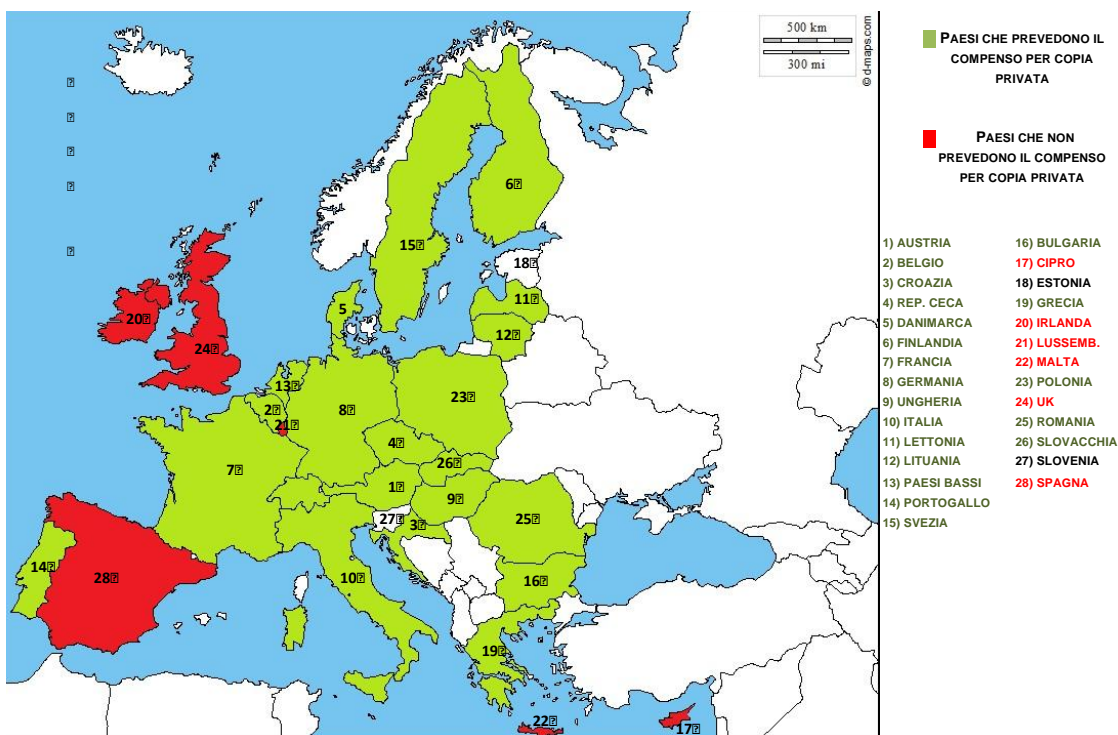 500 km
300 mi
© d-maps.com
PAESI CHE PREVEDONO IL
COMPENSO PER COPIA
PRIVATA
PAESI CHE NON
PREVEDONO IL COMPENSO
PER COPIA PRIVATA
1) AUSTRIA
2) BELGIO
3) CROAZIA
4) REP. CECA
5) DANIMARCA
6) FINLANDIA
7) FRANCIA
8) GERMANIA
9) UNGHERIA
10) ITALIA
11) LETTONIA
12) LITUANIA
13) PAESI BASSI
14) PORTOGALLO
15) SVEZIA
16) BULGARIA
17) CIPRO
18) ESTONIA
19) GRECIA
20) IRLANDA
21) LUSSEMB.
22) MALTA
23) POLONIA
24) UK
25) ROMANIA
26) SLOVACCHIA
27) SLOVENIA
28) SPAGNA
6
15
18
11
5
12
20
24
13
23
2
8
21
4
26
7
1
9
27
3
25
14
28
10
16
19
22
17